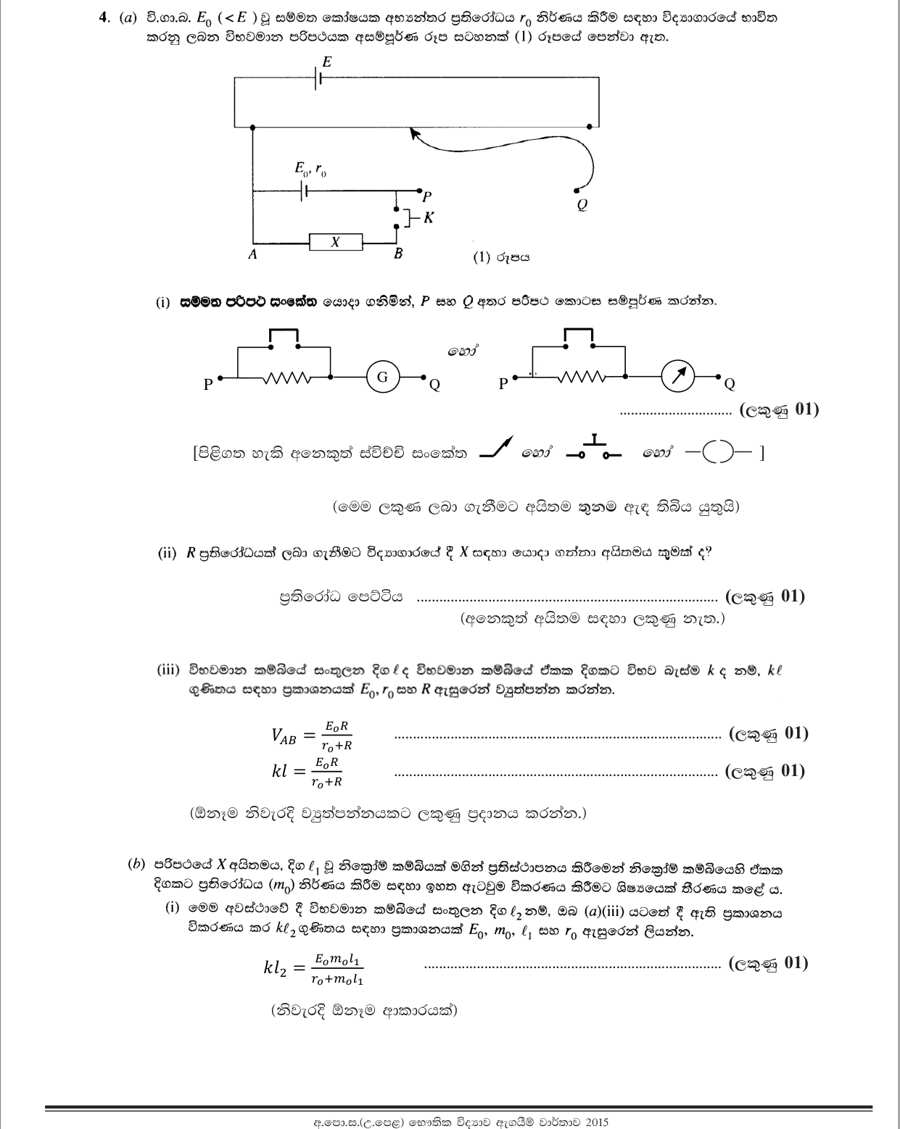 4. (a) වි.ගා.බ. E₀ (< E) වූ සම්මත කෝෂයක අභ්‍යන්තර ප්‍රතිරෝධය r₀ නිර්ණය කිරීම සඳහා විද්‍යාගාරයේ භාවිත
කරනු ලබන විභවමාන පරිපථයක අසම්පූර්ණ රූප සටහනක් (1) රූපයේ පෙන්වා ඇත.
E
E₀, r₀
P
Q
K
X
A
B
(1) රූපය
(i) සම්මත පරිපථ සංකේත යොදා ගනිමින්, P සහ Q අතර පරිපථ කොටස සම්පූර්ණ කරන්න.
P G Q හෝ P Q
.............................. (ලකුණු 01)
[පිළිගත හැකි අනෙකුත් ස්විච්චි සංකේත හෝ හෝ ]
(මෙම ලකුණ ලබා ගැනීමට අයිතම තුනම ඇඳ තිබිය යුතුයි)
(ii) R ප්‍රතිරෝධයක් ලබා ගැනීමට විද්‍යාගාරයේ දී X සඳහා යොදා ගන්නා අයිතමය කුමක් ද?
ප්‍රතිරෝධ පෙට්ටිය .............................. (ලකුණු 01)
(අනෙකුත් අයිතම සඳහා ලකුණු නැත.)
(iii) විභවමාන කම්බියේ සංතුලන දිග ℓ ද විභවමාන කම්බියේ ඒකක දිගකට විභව බැස්ම k ද නම්, kℓ
ගුණිතය සඳහා ප්‍රකාශනයක් E₀, r₀ සහ R ඇසුරෙන් ව්‍යුත්පන්න කරන්න.
V_AB = E₀R / (r₀+R) .............................. (ලකුණු 01)
kl = E₀R / (r₀+R) .............................. (ලකුණු 01)
(ඕනෑම නිවැරදි ව්‍යුත්පන්නයකට ලකුණු ප්‍රදානය කරන්න.)
(b) පරිපථයේ X අයිතමය, දිග ℓ₁ වූ නික්‍රෝම් කම්බියක් මගින් ප්‍රතිස්ථාපනය කිරීමෙන් නික්‍රෝම් කම්බියෙහි ඒකක
දිගකට ප්‍රතිරෝධය (m₀) නිර්ණය කිරීම සඳහා ඉහත ඇටවුම විකරණය කිරීමට ශිෂ්‍යයෙක් තීරණය කළේ ය.
(i) මෙම අවස්ථාවේ දී විභවමාන කම්බියේ සංතුලන දිග ℓ₂ නම්, ඔබ (a)(iii) යටතේ දී ඇති ප්‍රකාශනය
විකරණය කර kℓ₂ ගුණිතය සඳහා ප්‍රකාශනයක් E₀, m₀, ℓ₁ සහ r₀ ඇසුරෙන් ලියන්න.
kl₂ = E₀m₀l₁ / (r₀+m₀l₁) .............................. (ලකුණු 01)
(නිවැරදි ඕනෑම ආකාරයක්)
අ.පො.ස.(උ.පෙළ) භෞතික විද්‍යාව ඇගයීම් වාර්තාව 2015